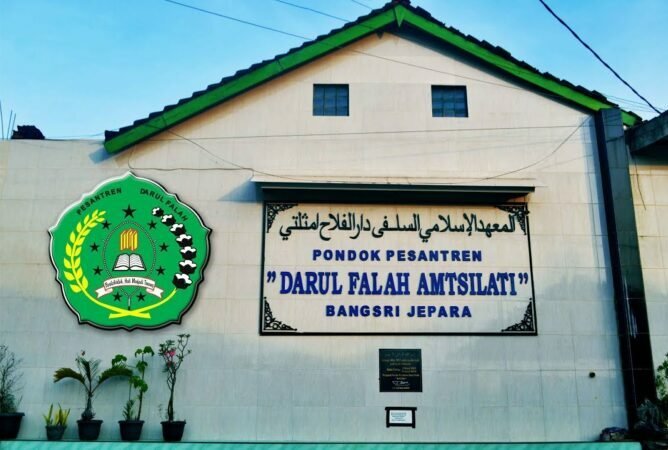 PESANTREN DARUL FALAH
المعهد الإسلامي السلفي دار الفلاح امثلتي
PONDOK PESANTREN
"DARUL FALAH AMTSILATI"
BANGSRI JEPARA